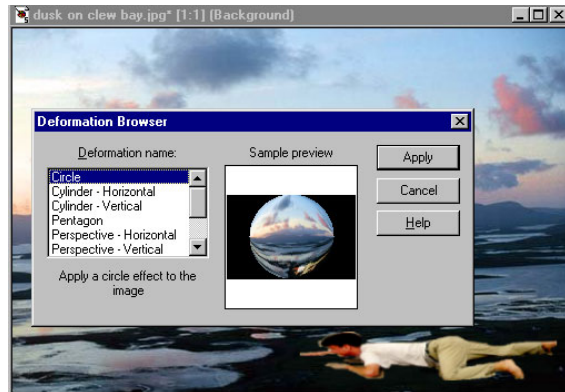 dusk on clew bay.jpg* [1:1] (Background)
Deformation Browser
Deformation name:
Circle
Cylinder - Horizontal
Cylinder - Vertical
Pentagon
Perspective - Horizontal
Perspective - Vertical
Apply a circle effect to the
image
Sample preview
Apply
Cancel
Help